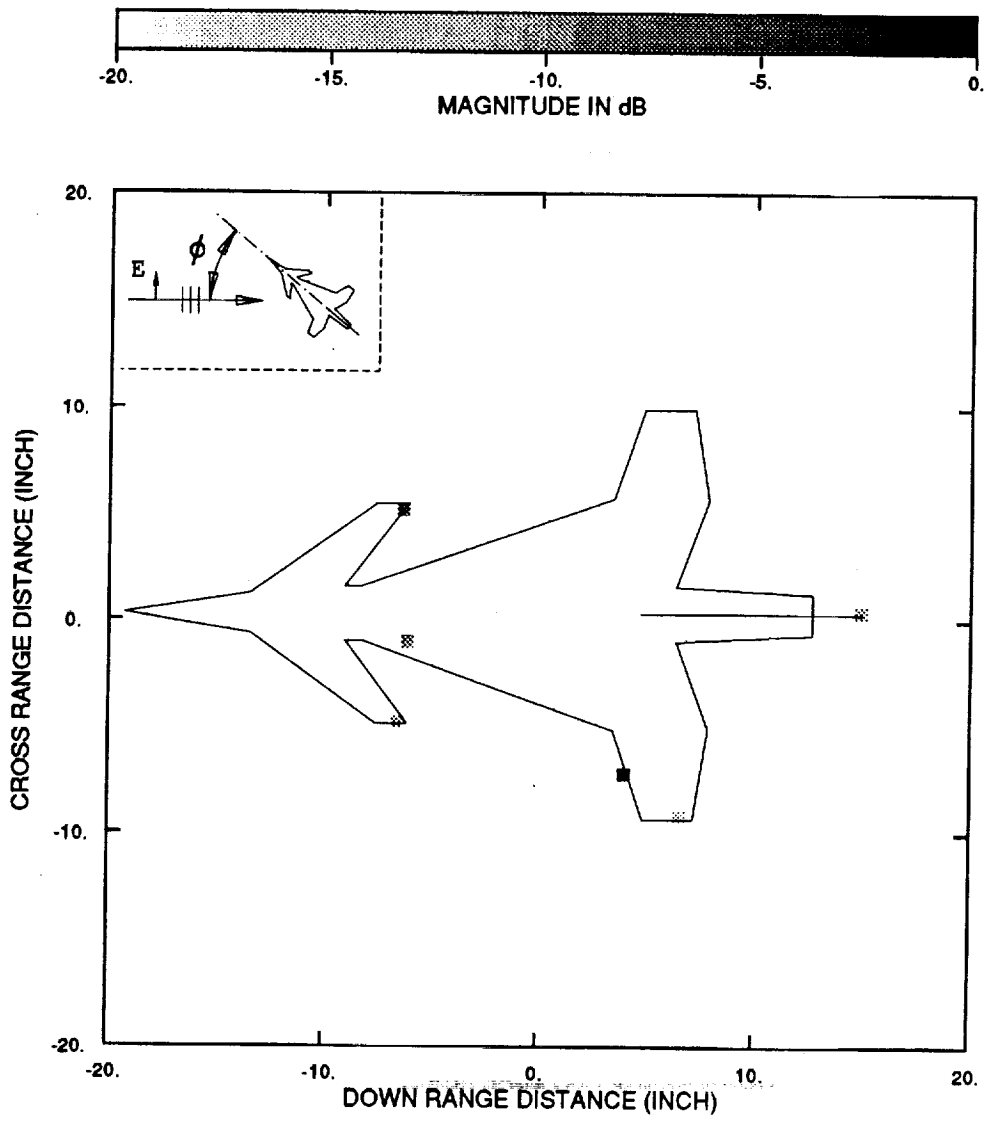 -20. -15. -10. -5. 0.
MAGNITUDE IN dB
20.
ϕ
E
10.
0.
-10.
-20.
CROSS RANGE DISTANCE (INCH)
-20. -10. 0. 10. 20.
DOWN RANGE DISTANCE (INCH)